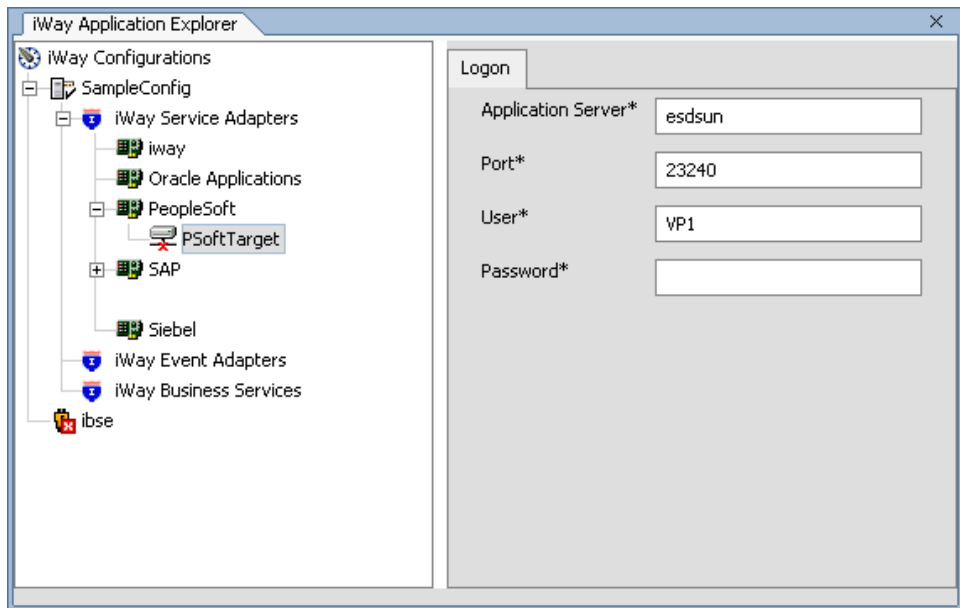 iWay Application Explorer
iWay Configurations
SampleConfig
iWay Service Adapters
iway
Oracle Applications
PeopleSoft
PSoftTarget
SAP
Siebel
iWay Event Adapters
iWay Business Services
ibse
Logon
Application Server* esdsun
Port* 23240
User* VP1
Password*